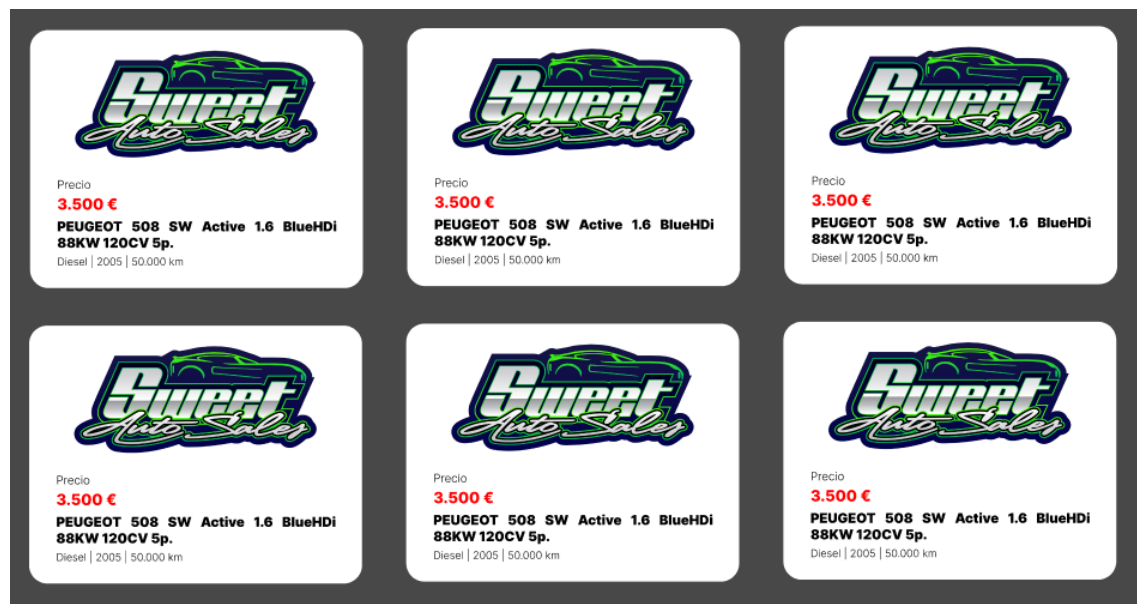 Sweet
Auto Sales
Precio
3.500 €
PEUGEOT 508 SW Active 1.6 BlueHDi
88KW 120CV 5p.
Diesel | 2005 | 50.000 km
Sweet
Auto Sales
Precio
3.500 €
PEUGEOT 508 SW Active 1.6 BlueHDi
88KW 120CV 5p.
Diesel | 2005 | 50.000 km
Sweet
Auto Sales
Precio
3.500 €
PEUGEOT 508 SW Active 1.6 BlueHDi
88KW 120CV 5p.
Diesel | 2005 | 50.000 km
Sweet
Auto Sales
Precio
3.500 €
PEUGEOT 508 SW Active 1.6 BlueHDi
88KW 120CV 5p.
Diesel | 2005 | 50.000 km
Sweet
Auto Sales
Precio
3.500 €
PEUGEOT 508 SW Active 1.6 BlueHDi
88KW 120CV 5p.
Diesel | 2005 | 50.000 km
Sweet
Auto Sales
Precio
3.500 €
PEUGEOT 508 SW Active 1.6 BlueHDi
88KW 120CV 5p.
Diesel | 2005 | 50.000 km